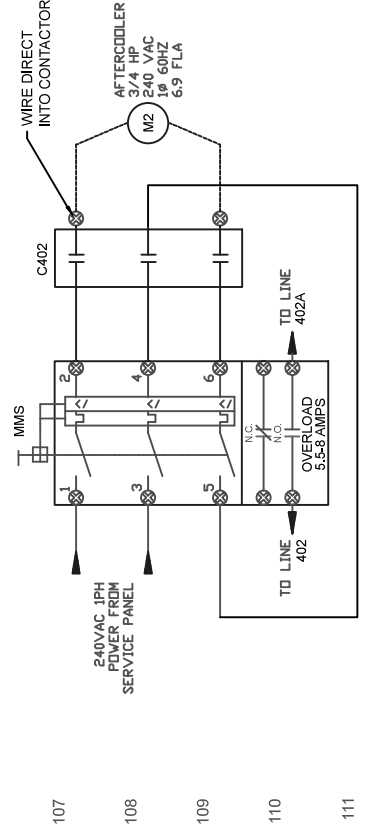 WIRE DIRECT
INTO CONTACTOR
AFTERCOOLER
3/4 HP
240 VAC
1Ø 60HZ
6.9 FLA
M2
C402
MMS
2
4
6
1
3
5
N.C.
N.O.
OVERLOAD
5.5-8 AMPS
TO LINE
402A
TO LINE
402
240VAC 1PH
POWER FROM
SERVICE PANEL
107
108
109
110
111